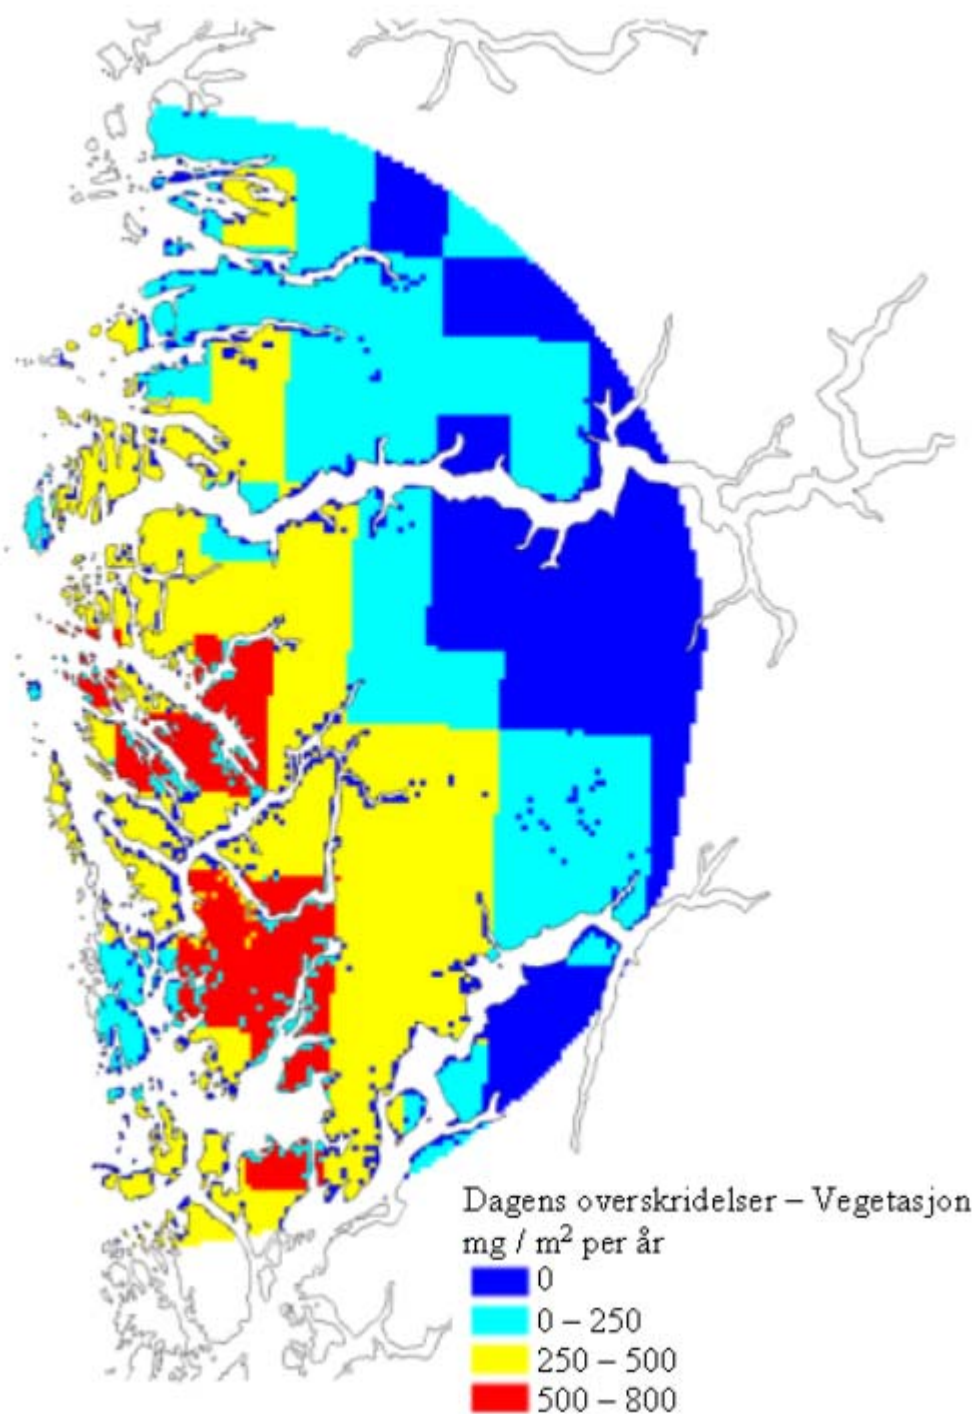 Dagens overskridelser – Vegetasjon
mg / m² per år
0
0 – 250
250 – 500
500 – 800